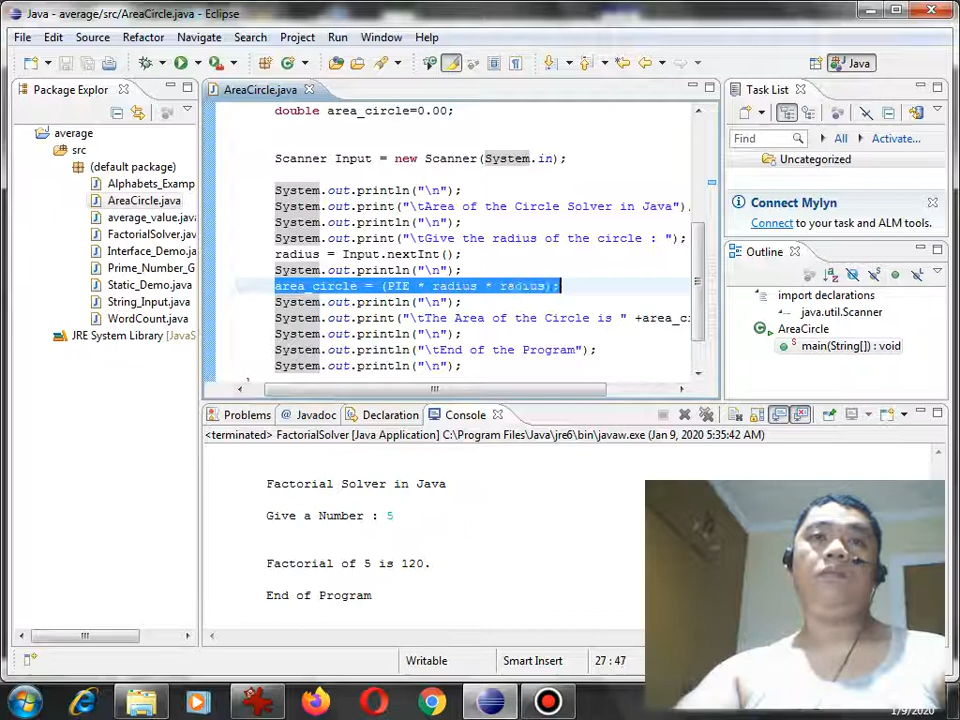 Java - average/src/AreaCircle.java - Eclipse
File Edit Source Refactor Navigate Search Project Run Window Help
Java
Package Explor
average
src
(default package)
Alphabets_Examp
AreaCircle.java
average_value.java
FactorialSolver.java
Interface_Demo.java
Prime_Number_G
Static_Demo.java
String_Input.java
WordCount.java
JRE System Library [JavaS
AreaCircle.java
double area_circle=0.00;
Scanner Input = new Scanner(System.in);
System.out.println("\n");
System.out.print("\tArea of the Circle Solver in Java")
System.out.println("\n");
System.out.print("\tGive the radius of the circle : ");
radius = Input.nextInt();
System.out.println("\n");
area_circle = (PIE * radius * radius);
System.out.println("\n");
System.out.print("\tThe Area of the Circle is " +area_ci
System.out.println("\n");
System.out.print("\tEnd of the Program");
System.out.println("\n");
Task List
Find All Activate...
Uncategorized
Connect Mylyn
Connect to your task and ALM tools.
Outline
import declarations
java.util.Scanner
AreaCircle
main(String[]) : void
Problems Javadoc Declaration Console
<terminated> FactorialSolver [Java Application] C:\Program Files\Java\jre6\bin\javaw.exe (Jan 9, 2020 5:35:42 AM)
Factorial Solver in Java
Give a Number : 5
Factorial of 5 is 120.
End of Program
Writable Smart Insert 27 : 47
1/9/2020